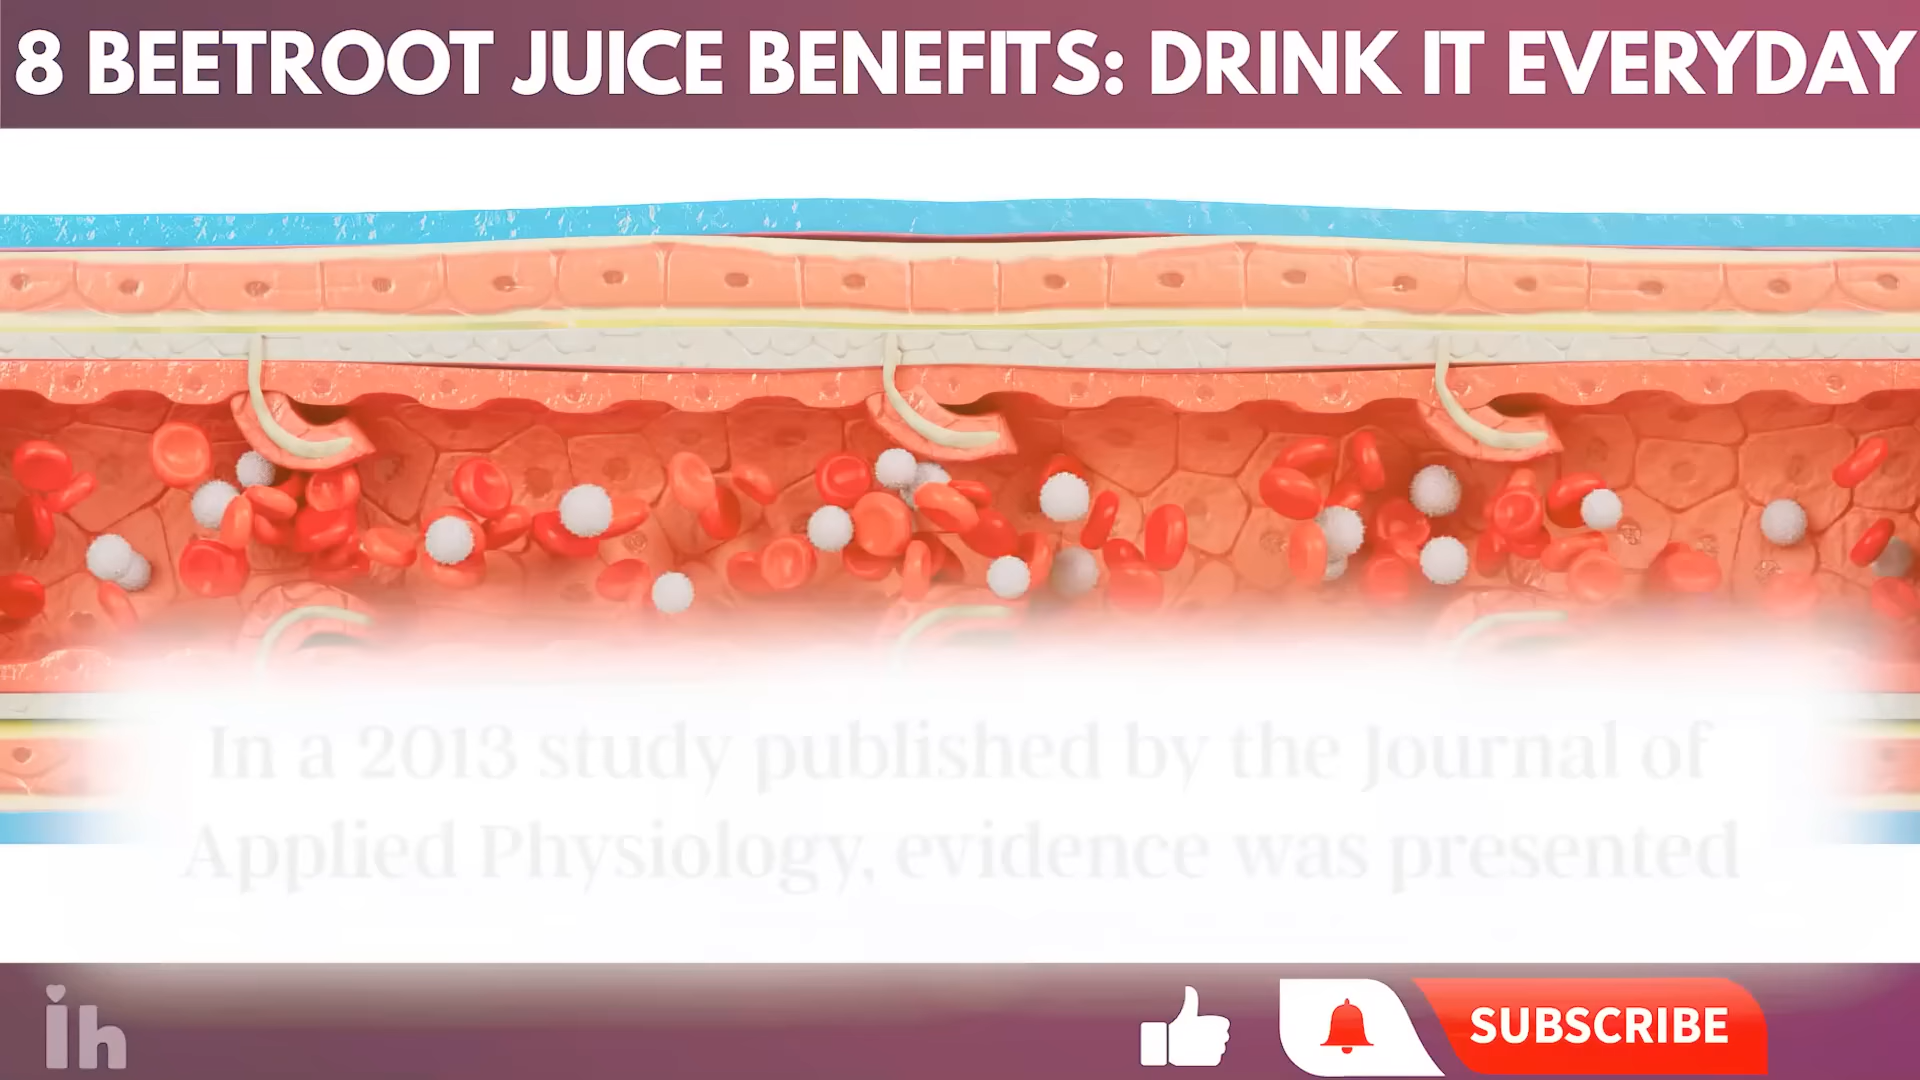 8 BEETROOT JUICE BENEFITS: DRINK IT EVERYDAY
In a 2013 study published by the Journal of
Applied Physiology, evidence was presented
ih
SUBSCRIBE